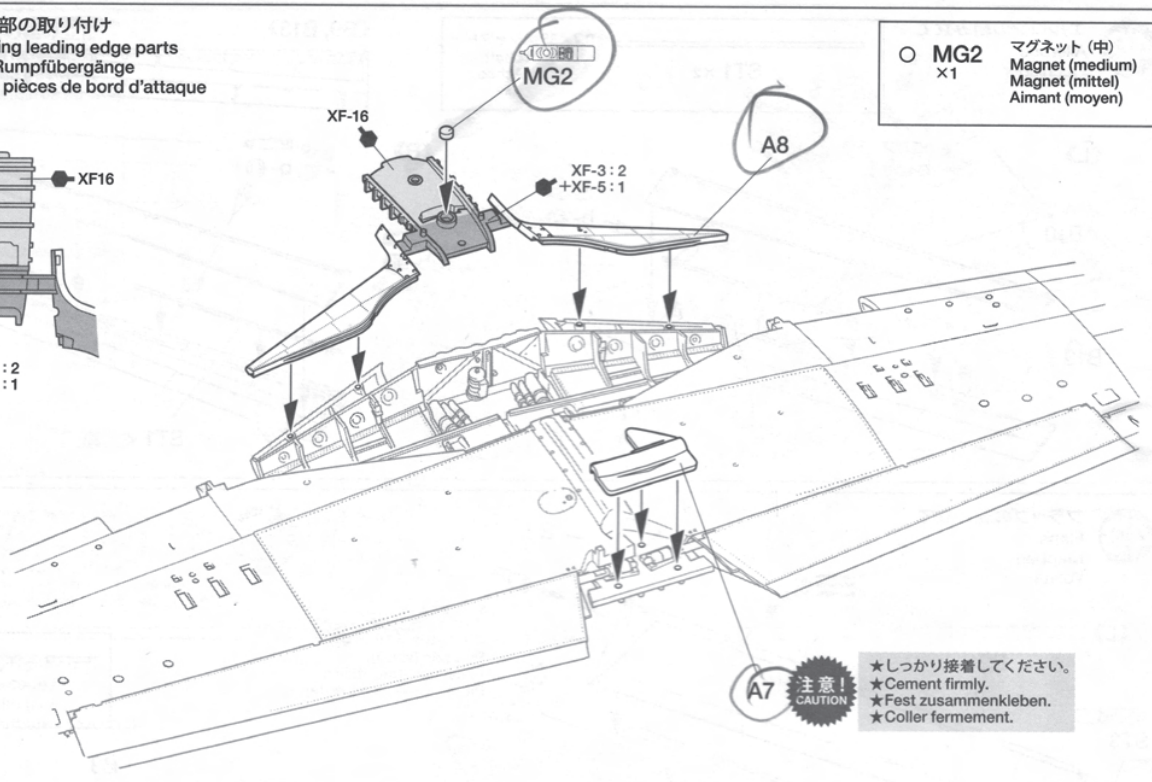 部の取り付け
ing leading edge parts
Rumpfübergänge
pièces de bord d'attaque
MG2
MG2
×1
マグネット (中)
Magnet (medium)
Magnet (mittel)
Aimant (moyen)
XF-16
A8
XF16
XF-3 : 2
+XF-5 : 1
: 2
: 1
A7
注意!
CAUTION
★しっかり接着してください。
★Cement firmly.
★Fest zusammenkleben.
★Coller fermement.